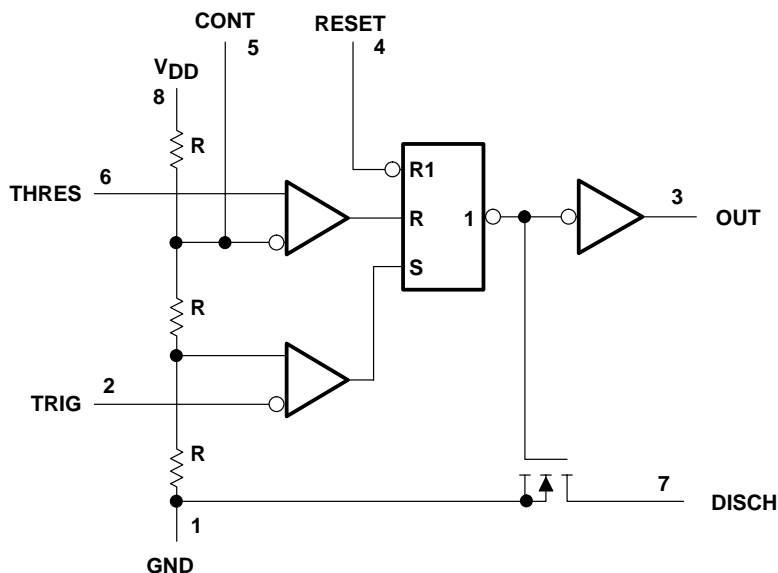 CONT
5
RESET
4
VDD
8
R
6
THRES
R1
R
1
S
3
OUT
R
2
TRIG
R
7
DISCH
1
GND